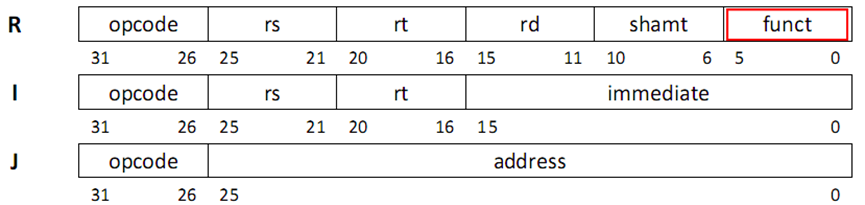 R opcode rs rt rd shamt funct
31 26 25 21 20 16 15 11 10 6 5 0
I opcode rs rt immediate
31 26 25 21 20 16 15 0
J opcode address
31 26 25 0